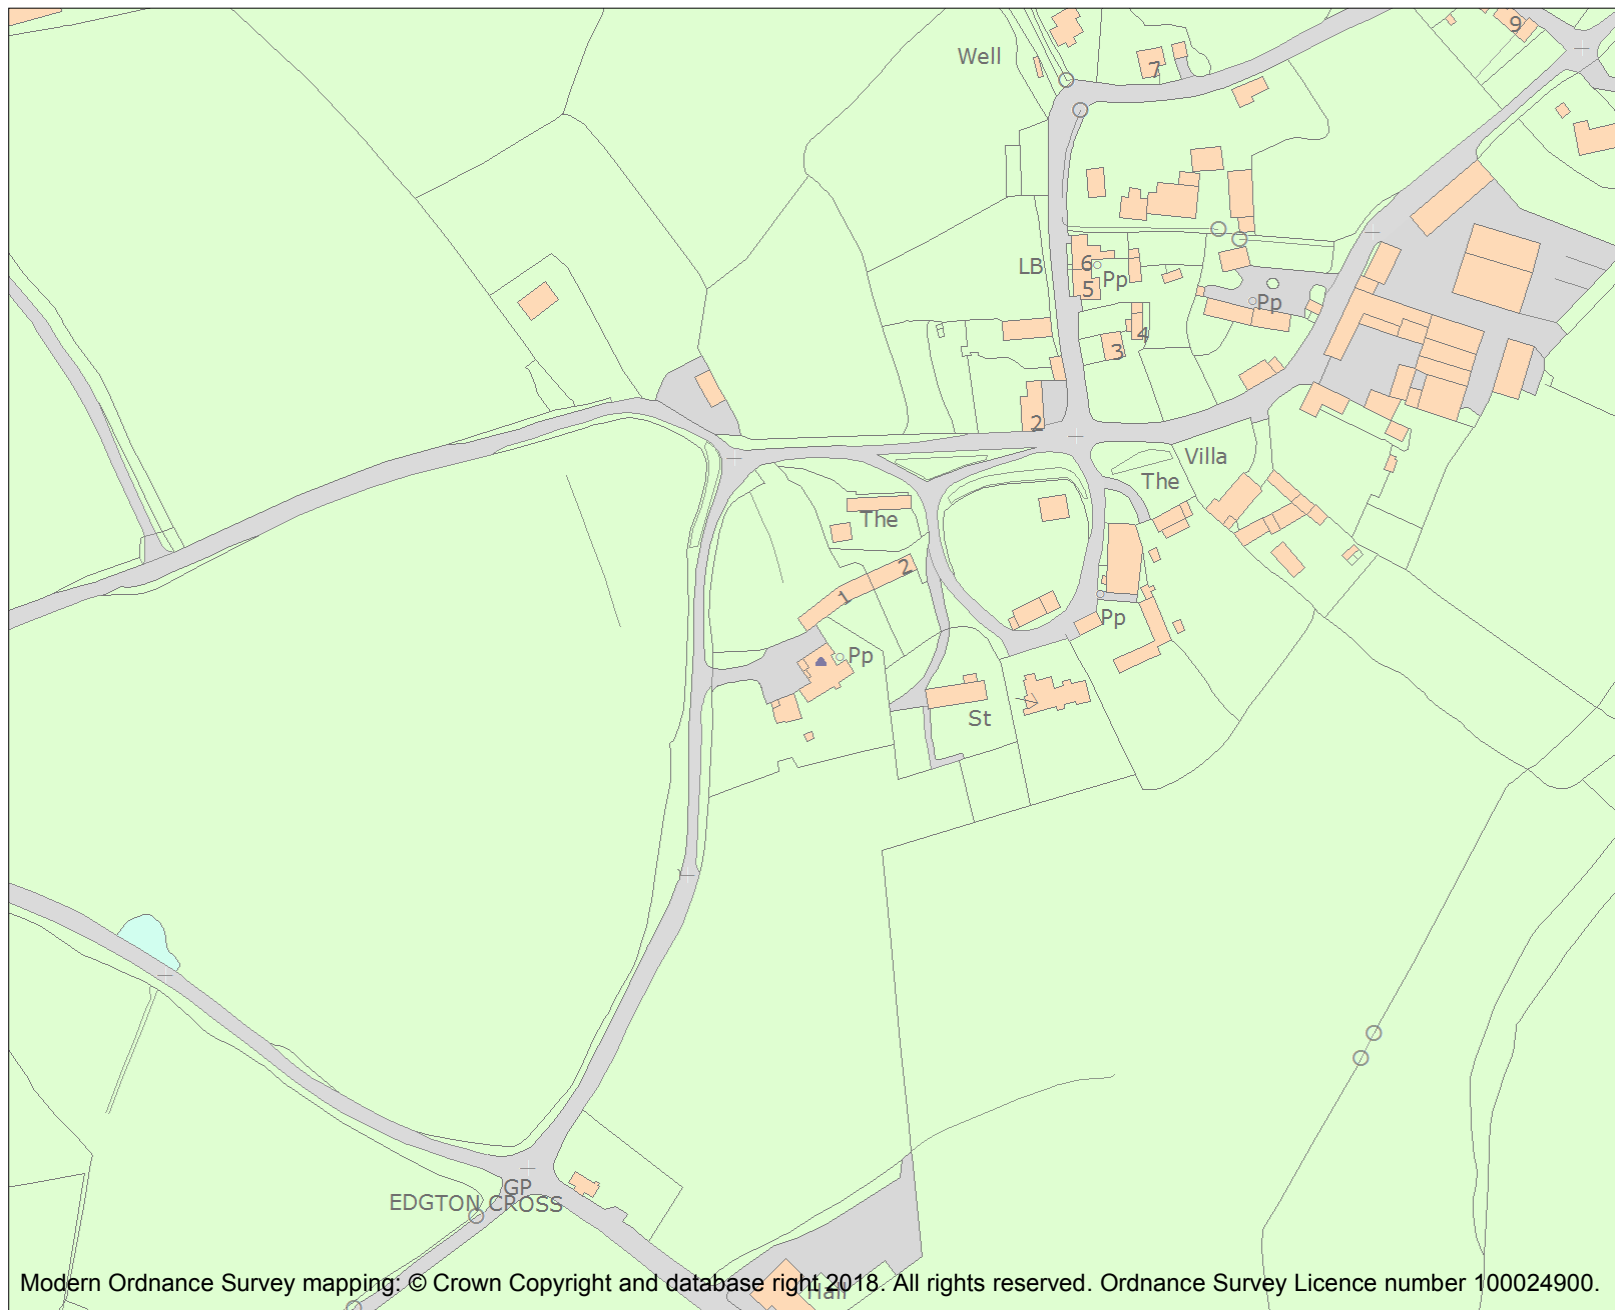 9
Well
7
LB
6
Pp
5
Pp
4
3
2
Villa
The
The
2
1
Pp
Pp
St
GP
EDGTON CROSS
Hall
Modern Ordnance Survey mapping: © Crown Copyright and database right 2018. All rights reserved. Ordnance Survey Licence number 100024900.